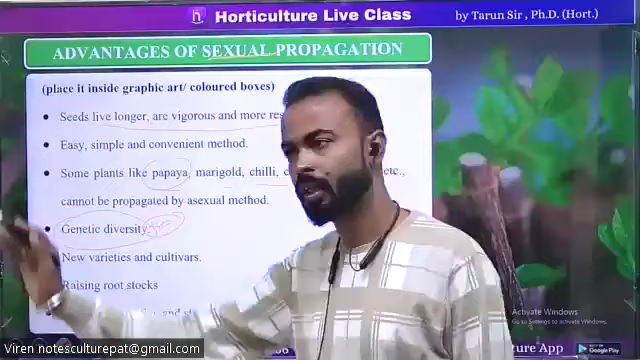 Horticulture Live Class
by Tarun Sir , Ph.D. (Hort.)
ADVANTAGES OF SEXUAL PROPAGATION
(place it inside graphic art/ coloured boxes)
Seeds live longer, are vigorous and more
Easy, simple and convenient method.
Some plants like papaya, marigold, chilli, etc.,
cannot be propagated by asexual method.
Genetic diversity
New varieties and cultivars.
Raising root stocks
Activate Windows
Go to Settings to activate Windows.
App
Google Play
Viren notesculturepat@gmail.com